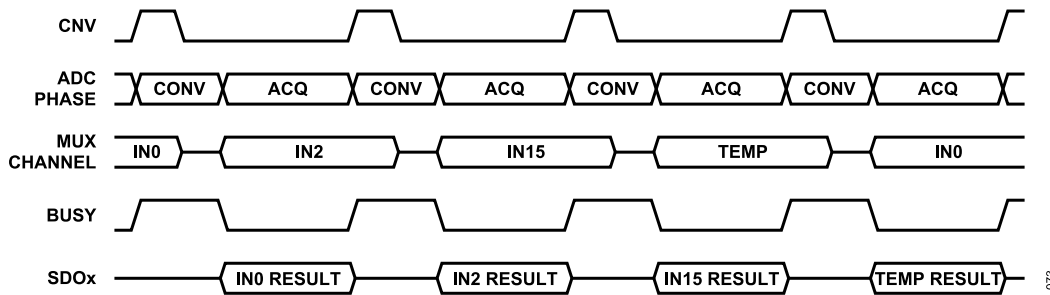 CNV
ADC
PHASE
CONV ACQ CONV ACQ CONV ACQ CONV ACQ
MUX
CHANNEL
IN0 IN2 IN15 TEMP IN0
BUSY
SDOx
IN0 RESULT IN2 RESULT IN15 RESULT TEMP RESULT